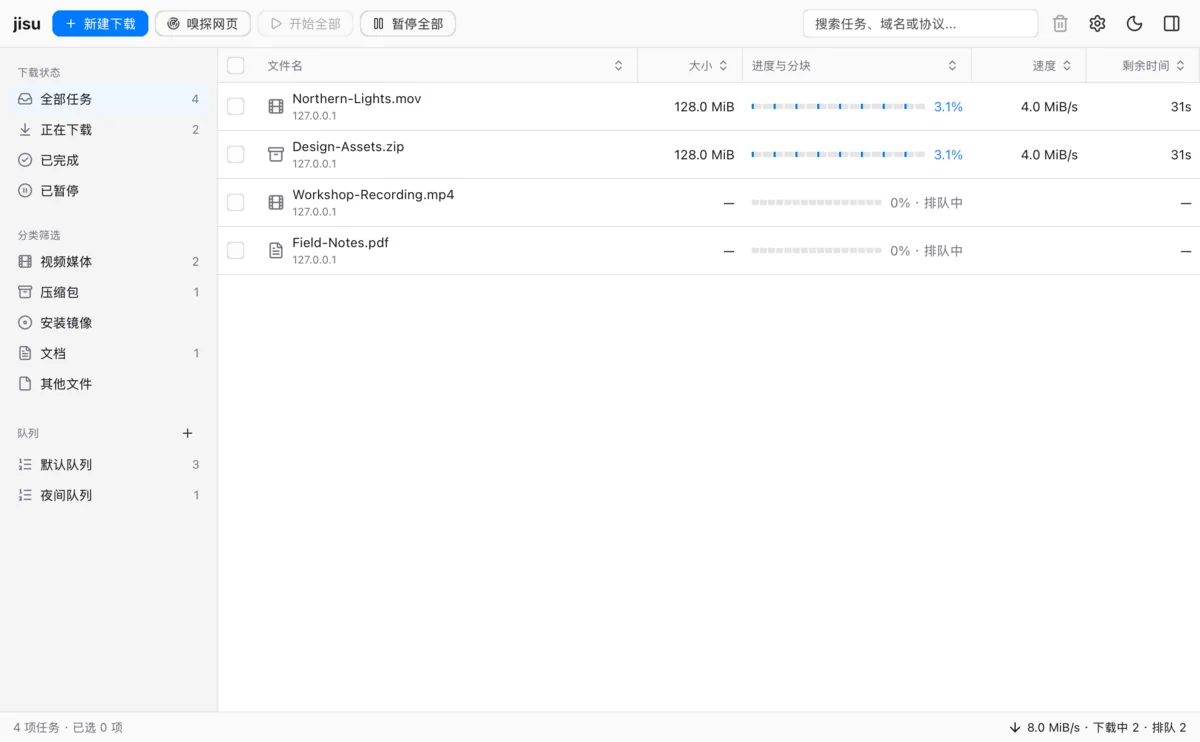 jisu
新建下载
嗅探网页
开始全部
暂停全部
搜索任务、域名或协议...
下载状态
全部任务 4
正在下载 2
已完成
已暂停
分类筛选
视频媒体 2
压缩包 1
安装镜像
文档 1
其他文件
队列 +
默认队列 3
夜间队列 1
文件名 大小 进度与分块 速度 剩余时间
Northern-Lights.mov
127.0.0.1
128.0 MiB 3.1% 4.0 MiB/s 31s
Design-Assets.zip
127.0.0.1
128.0 MiB 3.1% 4.0 MiB/s 31s
Workshop-Recording.mp4
127.0.0.1
— 0% · 排队中 —
Field-Notes.pdf
127.0.0.1
— 0% · 排队中 —
4 项任务 · 已选 0 项
8.0 MiB/s · 下载中 2 · 排队 2